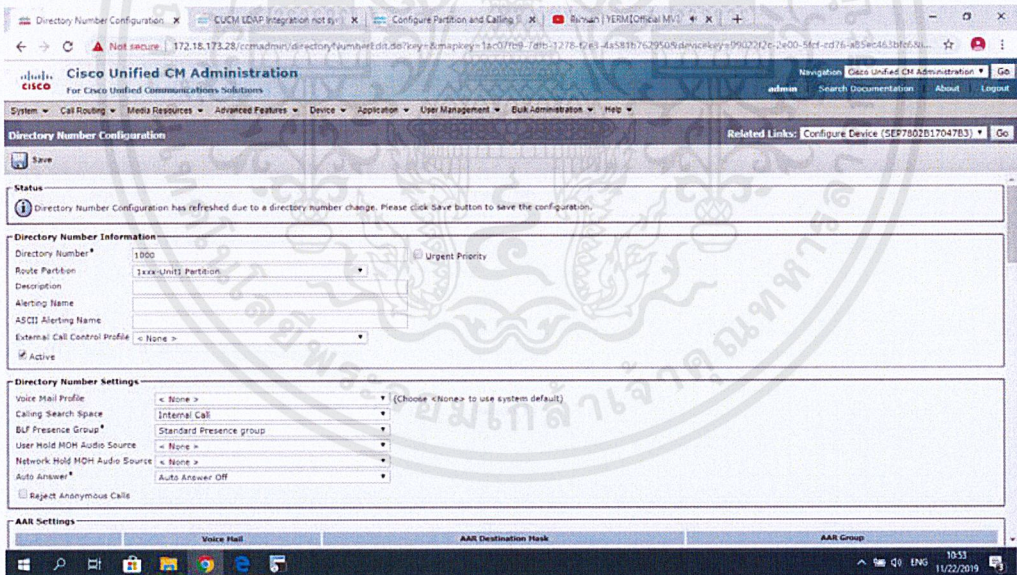 Directory Number Configuration
CUCM LDAP Integration not sy
Configure Partition and Calling S
Not secure
172.18.173.28/ccmadmin/directoryNumberEdit.do?key=&mapkey=
cisco
Cisco Unified CM Administration
For Cisco Unified Communications Solutions
Navigation Cisco Unified CM Administration Go
admin Search Documentation About Logout
System Call Routing Media Resources Advanced Features Device Application User Management Bulk Administration Help
Directory Number Configuration
Related Links: Configure Device (SEP7802B17047B3) Go
Save
Status
Directory Number Configuration has refreshed due to a directory number change. Please click Save button to save the configuration.
Directory Number Information
Directory Number* 1000 Urgent Priority
Route Partition 1xxx-Unit1 Partition
Description
Alerting Name
ASCII Alerting Name
External Call Control Profile < None >
Active
Directory Number Settings
Voice Mail Profile < None > (Choose <None> to use system default)
Calling Search Space Internal Call
BLF Presence Group* Standard Presence group
User Hold MOH Audio Source < None >
Network Hold MOH Audio Source < None >
Auto Answer* Auto Answer Off
Reject Anonymous Calls
AAR Settings
Voice Mail AAR Destination Mask AAR Group
ENG
10:53
11/22/2019